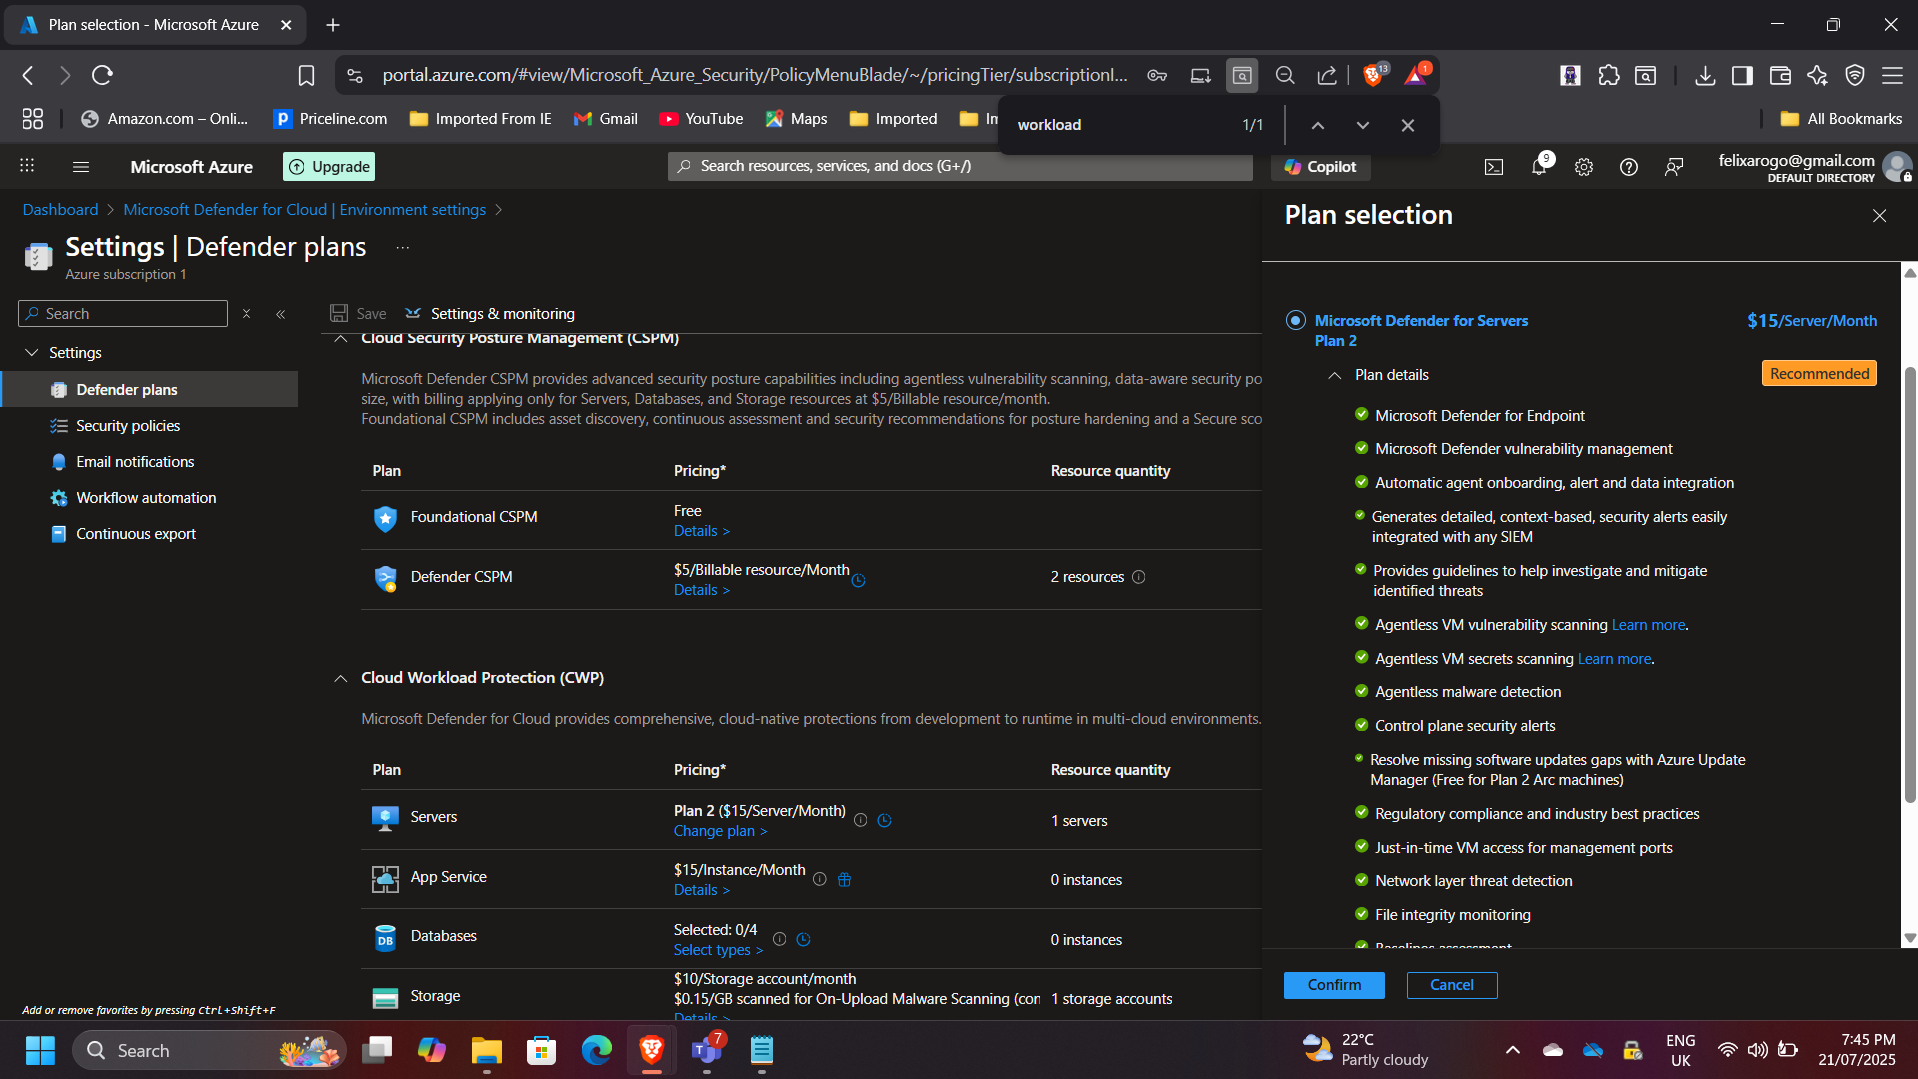 Plan selection - Microsoft Azure
portal.azure.com/#view/Microsoft_Azure_Security/PolicyMenuBlade/~/pricingTier/subscriptionI...
13
1
Amazon.com – Onli...
Priceline.com
Imported From IE
Gmail
YouTube
Maps
Imported
Im
All Bookmarks
workload
1/1
Microsoft Azure
Upgrade
Search resources, services, and docs (G+/)
Copilot
9
felixarogo@gmail.com
DEFAULT DIRECTORY
Dashboard > Microsoft Defender for Cloud | Environment settings >
Settings | Defender plans
...
Azure subscription 1
Search
Settings
Defender plans
Security policies
Email notifications
Workflow automation
Continuous export
Add or remove favorites by pressing Ctrl+Shift+F
Save
Settings & monitoring
Cloud Security Posture Management (CSPM)
Microsoft Defender CSPM provides advanced security posture capabilities including agentless vulnerability scanning, data-aware security po
size, with billing applying only for Servers, Databases, and Storage resources at $5/Billable resource/month.
Foundational CSPM includes asset discovery, continuous assessment and security recommendations for posture hardening and a Secure sco
Plan
Pricing*
Resource quantity
Foundational CSPM
Free
Details >
Defender CSPM
$5/Billable resource/Month
Details >
2 resources
Cloud Workload Protection (CWP)
Microsoft Defender for Cloud provides comprehensive, cloud-native protections from development to runtime in multi-cloud environments.
Plan
Pricing*
Resource quantity
Servers
Plan 2 ($15/Server/Month)
Change plan >
1 servers
App Service
$15/Instance/Month
Details >
0 instances
DB
Databases
Selected: 0/4
Select types >
0 instances
Storage
$10/Storage account/month
$0.15/GB scanned for On-Upload Malware Scanning (con
Details >
1 storage accounts
Plan selection
Microsoft Defender for Servers
Plan 2
$15/Server/Month
Plan details
Recommended
Microsoft Defender for Endpoint
Microsoft Defender vulnerability management
Automatic agent onboarding, alert and data integration
Generates detailed, context-based, security alerts easily
integrated with any SIEM
Provides guidelines to help investigate and mitigate
identified threats
Agentless VM vulnerability scanning Learn more.
Agentless VM secrets scanning Learn more.
Agentless malware detection
Control plane security alerts
Resolve missing software updates gaps with Azure Update
Manager (Free for Plan 2 Arc machines)
Regulatory compliance and industry best practices
Just-in-time VM access for management ports
Network layer threat detection
File integrity monitoring
Baselines assessment
Confirm
Cancel
Search
7
22°C
Partly cloudy
ENG
UK
7:45 PM
21/07/2025